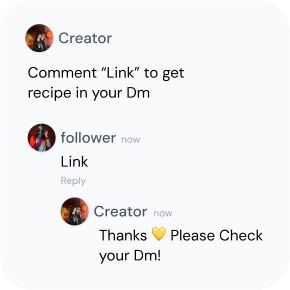 Creator
Comment “Link” to get
recipe in your Dm
follower now
Link
Reply
Creator now
Thanks 💛 Please Check
your Dm!